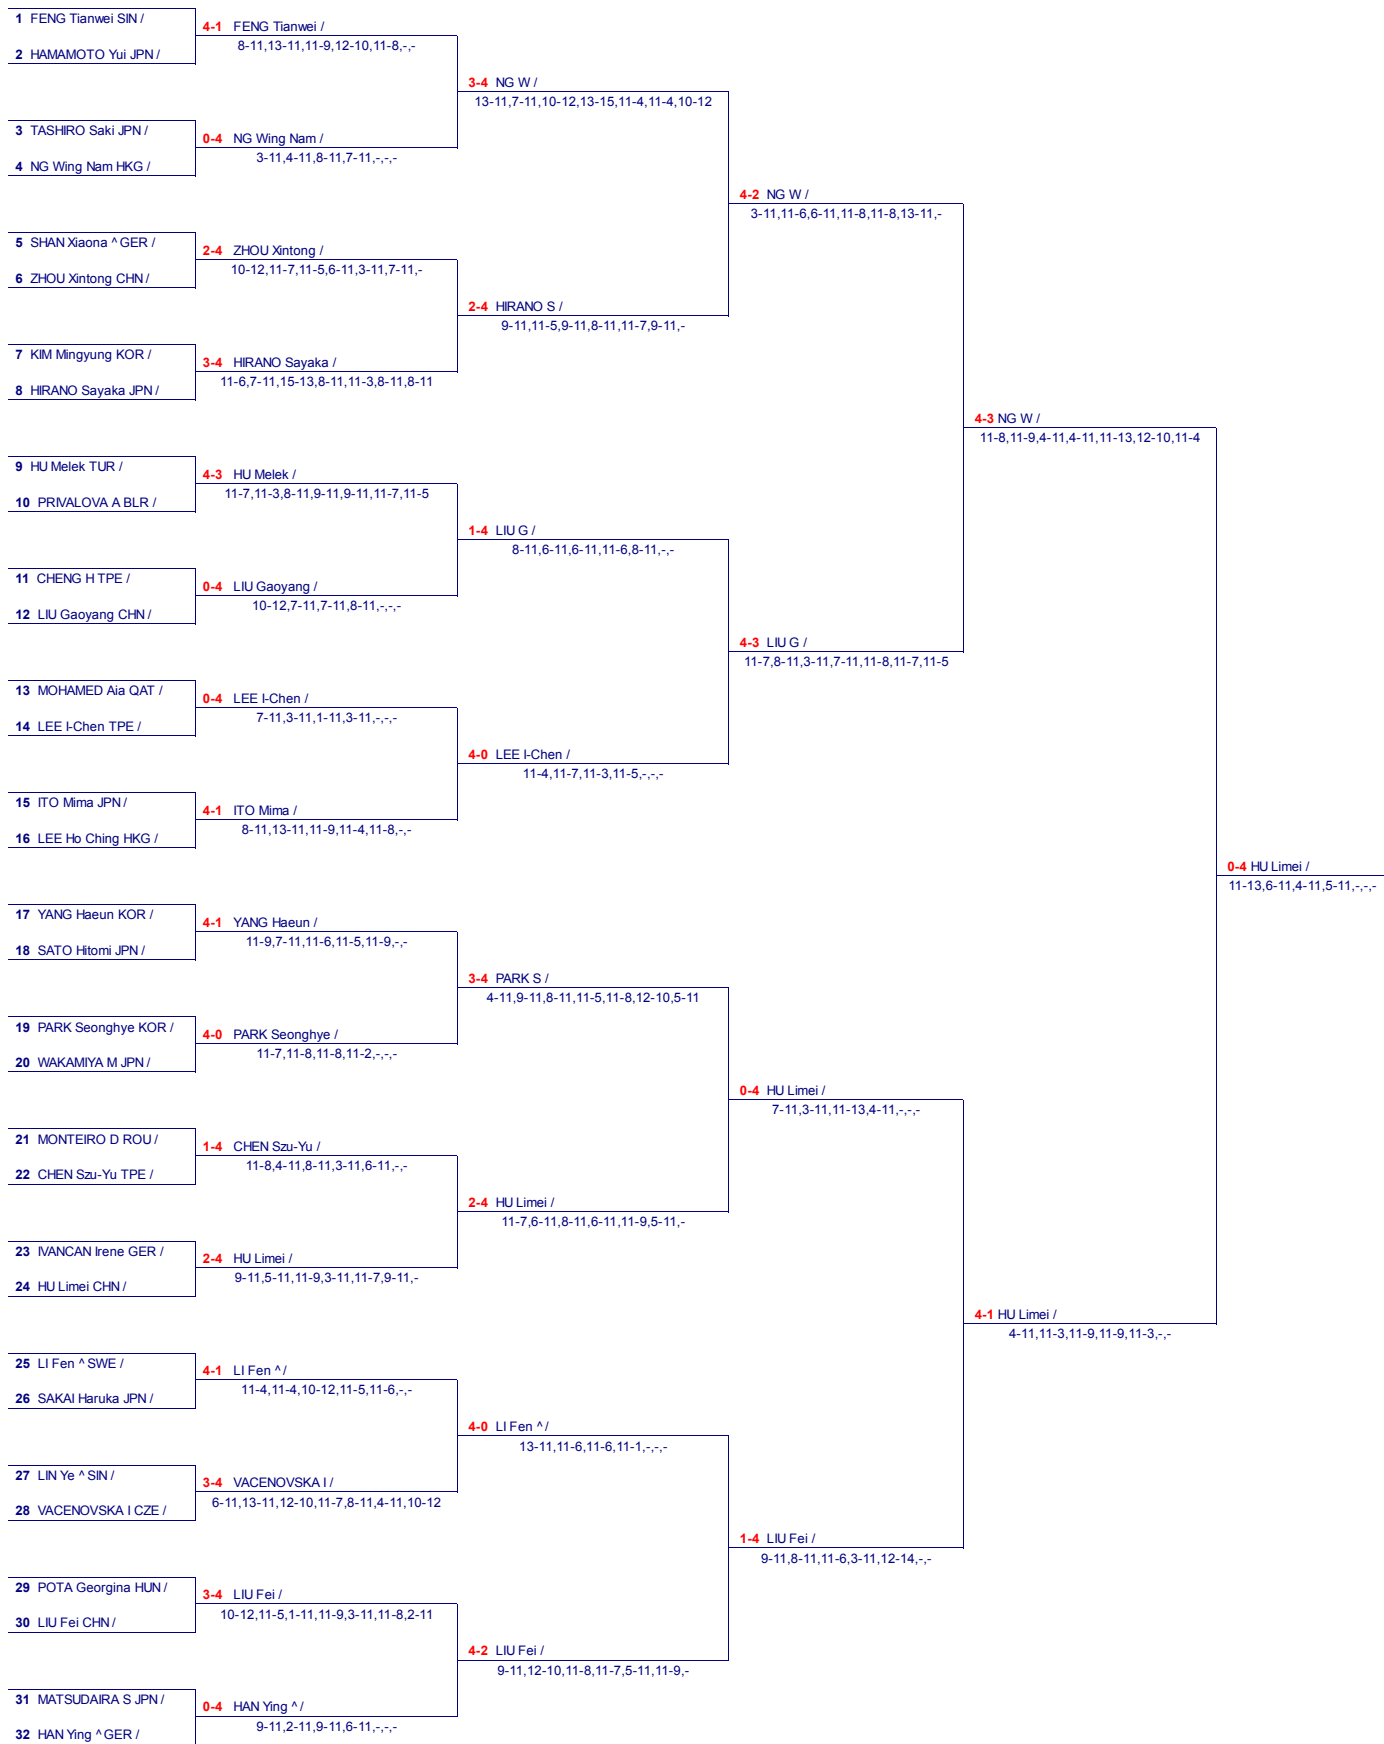 1 FENG Tianwei SIN /
4-1 FENG Tianwei /
8-11,13-11,11-9,12-10,11-8,-,-
2 HAMAMOTO Yui JPN /
3-4 NG W /
13-11,7-11,10-12,13-15,11-4,11-4,10-12
3 TASHIRO Saki JPN /
0-4 NG Wing Nam /
3-11,4-11,8-11,7-11,-,-,-
4 NG Wing Nam HKG /
4-2 NG W /
3-11,11-6,6-11,11-8,11-8,13-11,-
5 SHAN Xiaona ^ GER /
2-4 ZHOU Xintong /
10-12,11-7,11-5,6-11,3-11,7-11,-
6 ZHOU Xintong CHN /
2-4 HIRANO S /
9-11,11-5,9-11,8-11,11-7,9-11,-
7 KIM Mingyung KOR /
3-4 HIRANO Sayaka /
11-6,7-11,15-13,8-11,11-3,8-11,8-11
8 HIRANO Sayaka JPN /
4-3 NG W /
11-8,11-9,4-11,4-11,11-13,12-10,11-4
9 HU Melek TUR /
4-3 HU Melek /
11-7,11-3,8-11,9-11,9-11,11-7,11-5
10 PRIVALOVA A BLR /
1-4 LIU G /
8-11,6-11,6-11,11-6,8-11,-,-
11 CHENG H TPE /
0-4 LIU Gaoyang /
10-12,7-11,7-11,8-11,-,-,-
12 LIU Gaoyang CHN /
4-3 LIU G /
11-7,8-11,3-11,7-11,11-8,11-7,11-5
13 MOHAMED Aia QAT /
0-4 LEE I-Chen /
7-11,3-11,1-11,3-11,-,-,-
14 LEE I-Chen TPE /
4-0 LEE I-Chen /
11-4,11-7,11-3,11-5,-,-,-
15 ITO Mima JPN /
4-1 ITO Mima /
8-11,13-11,11-9,11-4,11-8,-,-
16 LEE Ho Ching HKG /
0-4 HU Limei /
11-13,6-11,4-11,5-11,-,-,-
17 YANG Haeun KOR /
4-1 YANG Haeun /
11-9,7-11,11-6,11-5,11-9,-,-
18 SATO Hitomi JPN /
3-4 PARK S /
4-11,9-11,8-11,11-5,11-8,12-10,5-11
19 PARK Seonghye KOR /
4-0 PARK Seonghye /
11-7,11-8,11-8,11-2,-,-,-
20 WAKAMIYA M JPN /
0-4 HU Limei /
7-11,3-11,11-13,4-11,-,-,-
21 MONTEIRO D ROU /
1-4 CHEN Szu-Yu /
11-8,4-11,8-11,3-11,6-11,-,-
22 CHEN Szu-Yu TPE /
2-4 HU Limei /
11-7,6-11,8-11,6-11,11-9,5-11,-
23 IVANCAN Irene GER /
2-4 HU Limei /
9-11,5-11,11-9,3-11,11-7,9-11,-
24 HU Limei CHN /
4-1 HU Limei /
4-11,11-3,11-9,11-9,11-3,-,-
25 LI Fen ^ SWE /
4-1 LI Fen ^ /
11-4,11-4,10-12,11-5,11-6,-,-
26 SAKAI Haruka JPN /
4-0 LI Fen ^ /
13-11,11-6,11-6,11-1,-,-,-
27 LIN Ye ^ SIN /
3-4 VACENOVSKA I /
6-11,13-11,12-10,11-7,8-11,4-11,10-12
28 VACENOVSKA I CZE /
1-4 LIU Fei /
9-11,8-11,11-6,3-11,12-14,-,-
29 POTA Georgina HUN /
3-4 LIU Fei /
10-12,11-5,1-11,11-9,3-11,11-8,2-11
30 LIU Fei CHN /
4-2 LIU Fei /
9-11,12-10,11-8,11-7,5-11,11-9,-
31 MATSUDAIRA S JPN /
0-4 HAN Ying ^ /
9-11,2-11,9-11,6-11,-,-,-
32 HAN Ying ^ GER /